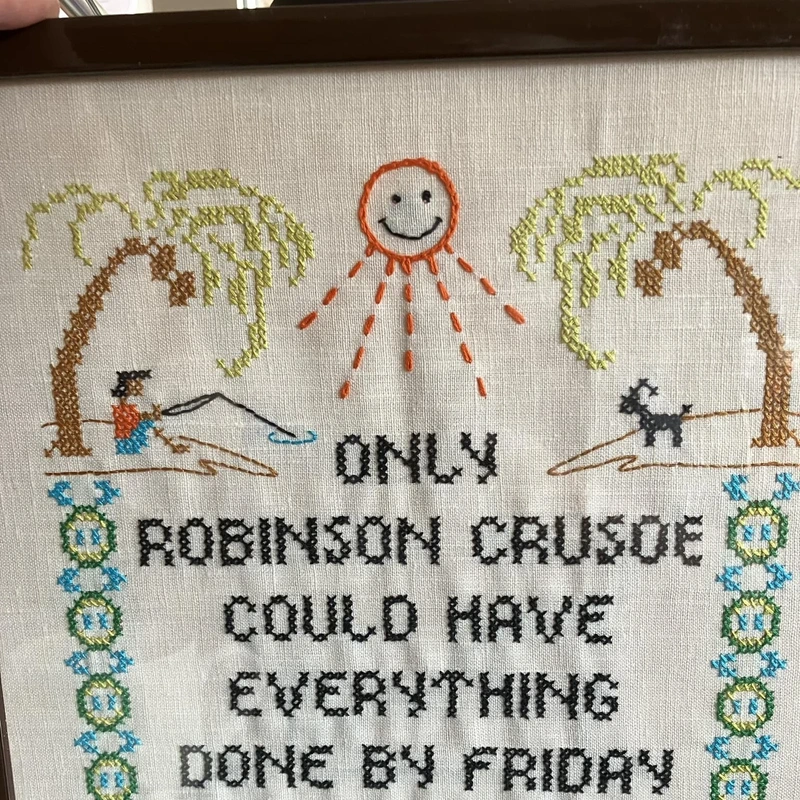 ONLY
ROBINSON CRUSOE
COULD HAVE
EVERYTHING
DONE BY FRIDAY